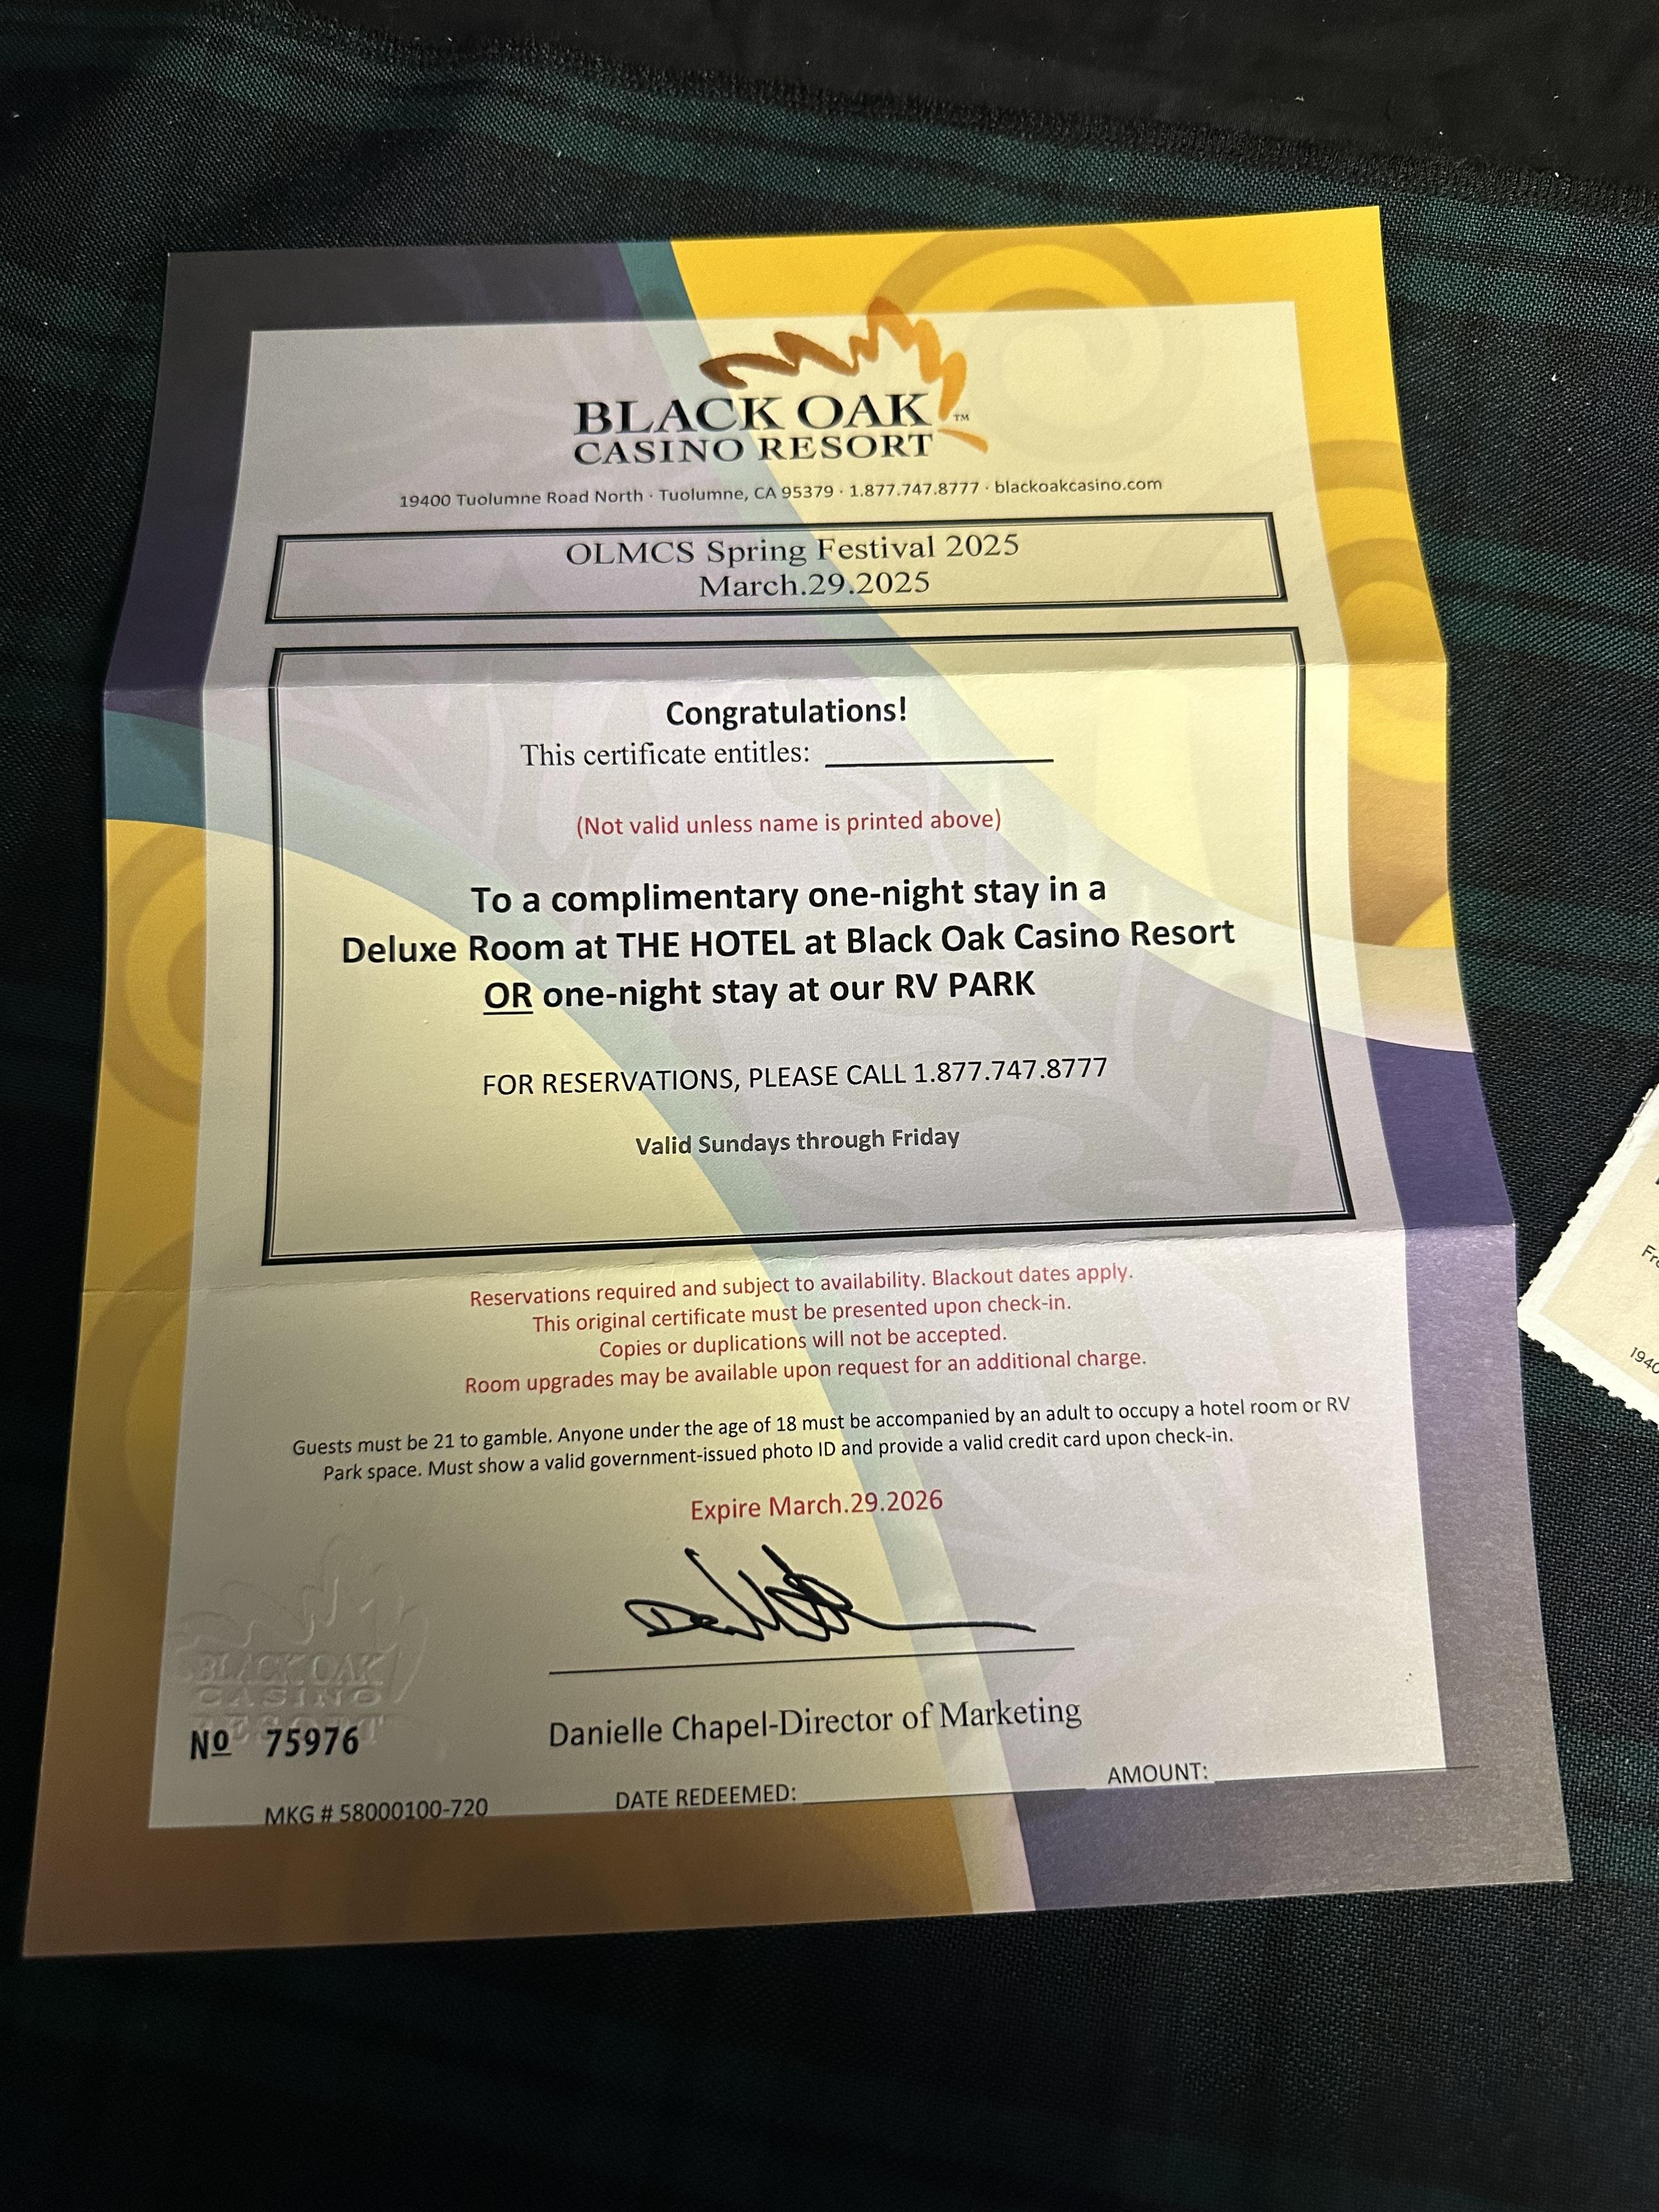 BLACK OAK
CASINO RESORT™
19400 Tuolumne Road North · Tuolumne, CA 95379 · 1.877.747.8777 · blackoakcasino.com
OLMCS Spring Festival 2025
March.29.2025
Congratulations!
This certificate entitles:
(Not valid unless name is printed above)
To a complimentary one-night stay in a
Deluxe Room at THE HOTEL at Black Oak Casino Resort
OR one-night stay at our RV PARK
FOR RESERVATIONS, PLEASE CALL 1.877.747.8777
Valid Sundays through Friday
Reservations required and subject to availability. Blackout dates apply.
This original certificate must be presented upon check-in.
Copies or duplications will not be accepted.
Room upgrades may be available upon request for an additional charge.
Guests must be 21 to gamble. Anyone under the age of 18 must be accompanied by an adult to occupy a hotel room or RV
Park space. Must show a valid government-issued photo ID and provide a valid credit card upon check-in.
Expire March.29.2026
BLACK OAK
CASINO
RESORT
Danielle Chapel-Director of Marketing
Nº 75976
MKG # 58000100-720
DATE REDEEMED:
AMOUNT: